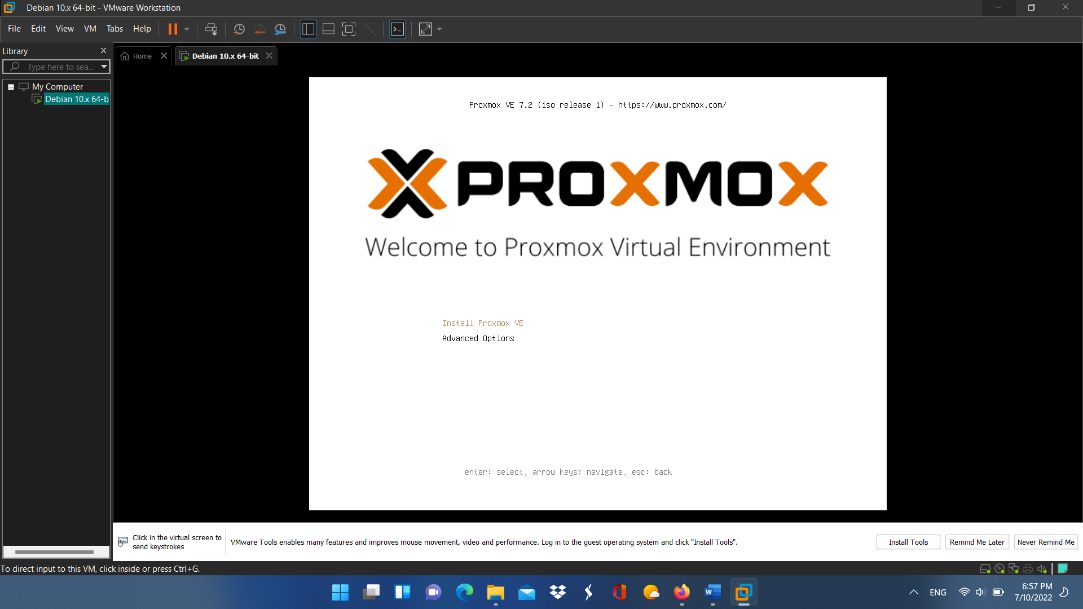 Debian 10.x 64-bit - VMware Workstation
File Edit View VM Tabs Help
Library
Type here to sea...
My Computer
Debian 10.x 64-b
Home
Debian 10.x 64-bit
Proxmox VE 7.2 (iso release 1) - https://www.proxmox.com/
PROXMOX
Welcome to Proxmox Virtual Environment
Install Proxmox VE
Advanced Options
enter: select, arrow keys: navigate, esc: back
Click in the virtual screen to
send keystrokes
VMware Tools enables many features and improves mouse movement, video and performance. Log in to the guest operating system and click "Install Tools".
Install Tools
Remind Me Later
Never Remind Me
To direct input to this VM, click inside or press Ctrl+G.
ENG
6:57 PM
7/10/2022